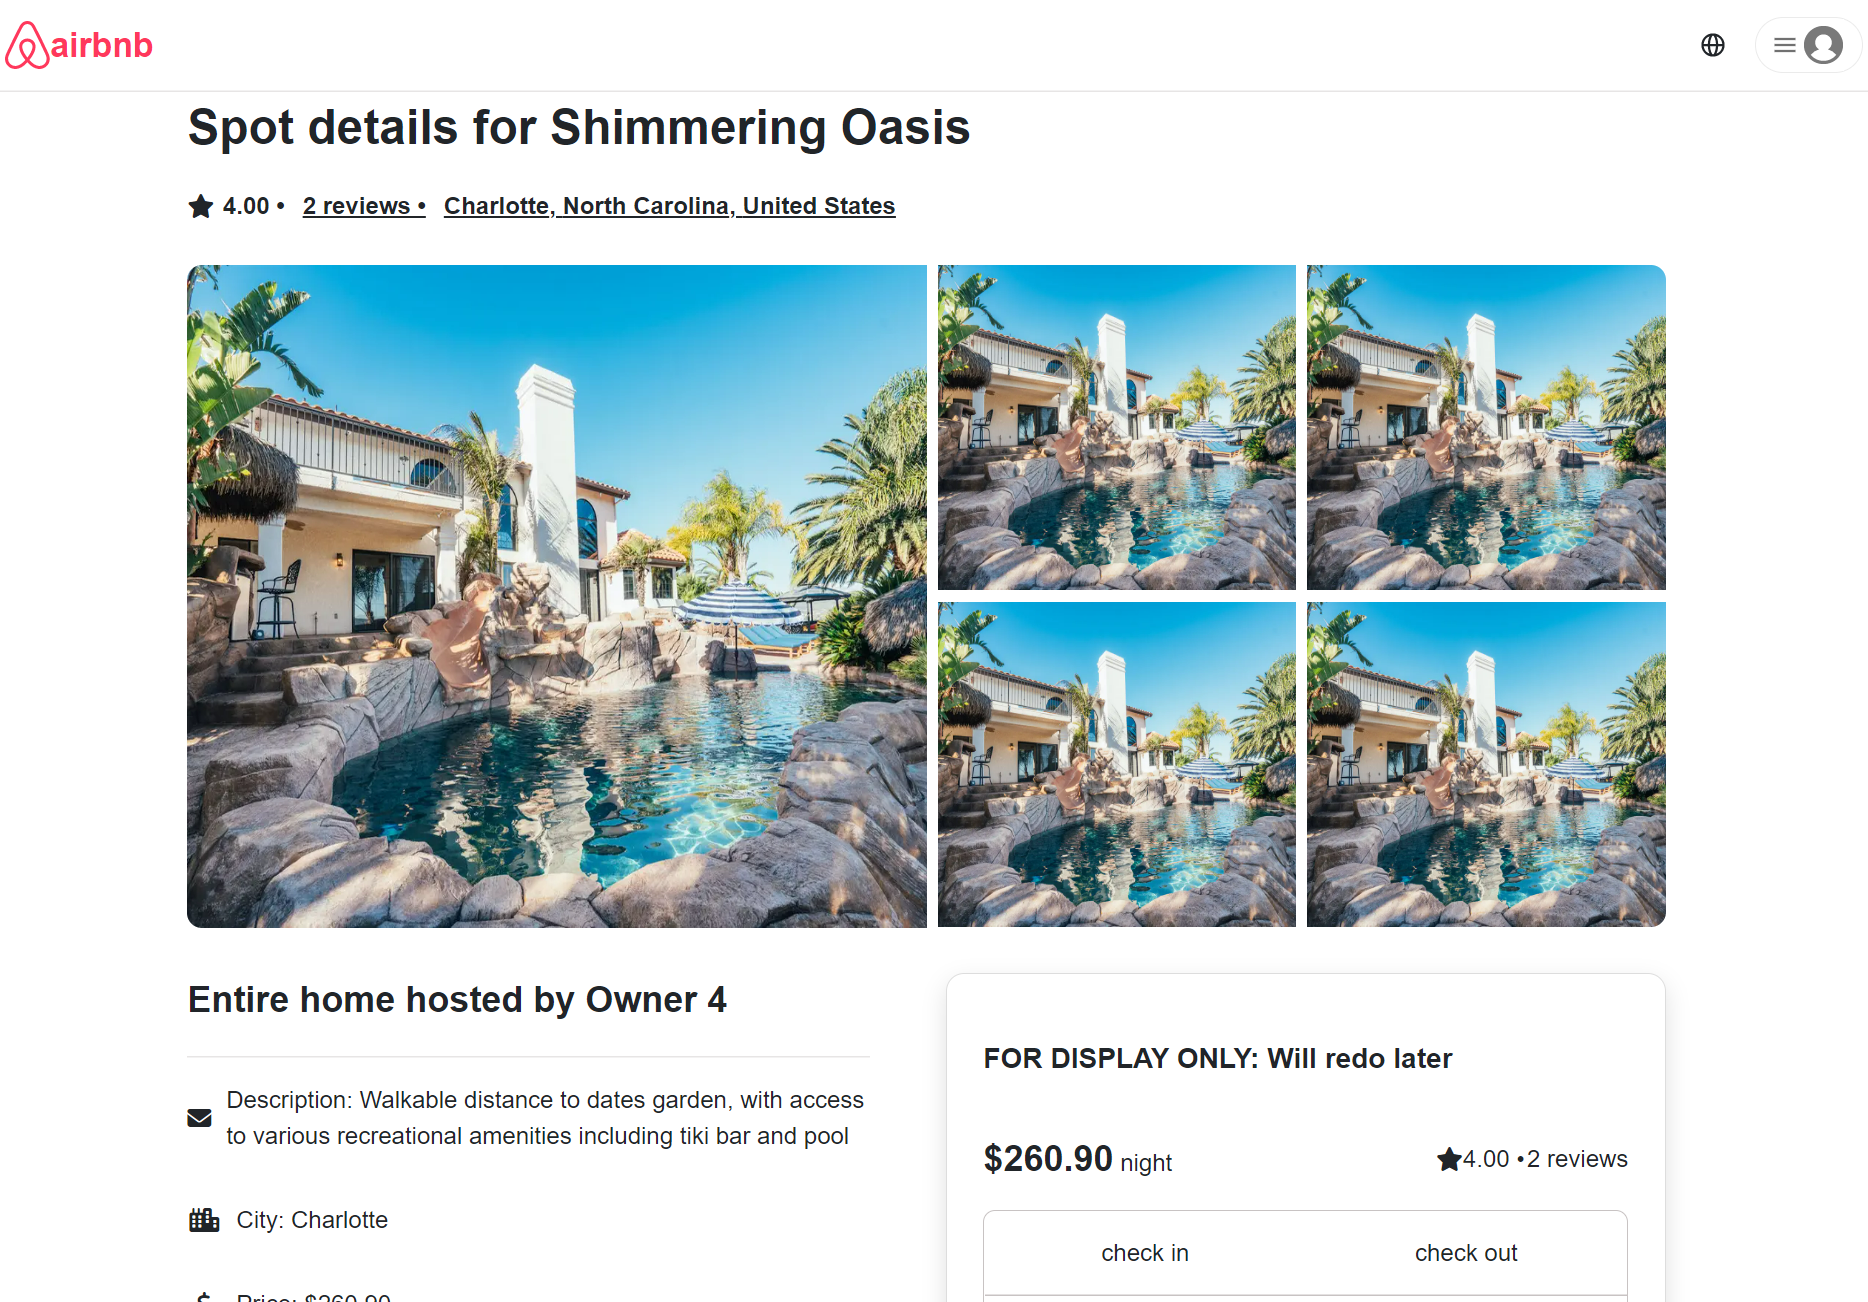 airbnb
Spot details for Shimmering Oasis
4.00 • 2 reviews • Charlotte, North Carolina, United States
Entire home hosted by Owner 4
Description: Walkable distance to dates garden, with access
to various recreational amenities including tiki bar and pool
City: Charlotte
Price: $260.90
FOR DISPLAY ONLY: Will redo later
$260.90 night
4.00 •2 reviews
check in
check out